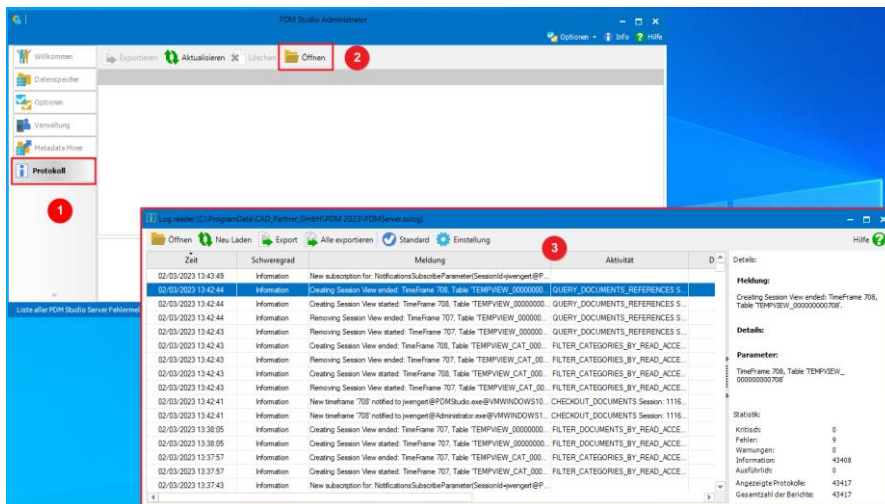 PDM Studio Administrator
Optionen Info Hilfe
Willkommen
Exportieren Aktualisieren Löschen Öffnen 2
Datenspeicher
Optionen
Verwaltung
Metadata Miner
Protokoll
1
Liste aller PDM Studio Server Fehlermel
Log reader (C:\ProgramData\CAD_Partner_GmbH\PDM 2023\PDMServer.sxlog)
Öffnen Neu Laden Export Alle exportieren Standard Einstellung 3 Hilfe
Zeit Schweregrad Meldung Aktivität D
02/03/2023 13:43:49 Information New subscription for: NotificationsSubscribeParameter(SessionId=jwengert@P...
02/03/2023 13:42:44 Information Creating Session View ended: TimeFrame 708, Table 'TEMPVIEW_00000000... QUERY_DOCUMENTS_REFERENCES S...
02/03/2023 13:42:44 Information Creating Session View started: TimeFrame 708, Table 'TEMPVIEW_00000000... QUERY_DOCUMENTS_REFERENCES S...
02/03/2023 13:42:44 Information Removing Session View ended: TimeFrame 707, Table 'TEMPVIEW_000000... QUERY_DOCUMENTS_REFERENCES S...
02/03/2023 13:42:43 Information Removing Session View started: TimeFrame 707, Table 'TEMPVIEW_000000... QUERY_DOCUMENTS_REFERENCES S...
02/03/2023 13:42:43 Information Creating Session View ended: TimeFrame 708, Table 'TEMPVIEW_CAT_000... FILTER_CATEGORIES_BY_READ_ACCE...
02/03/2023 13:42:43 Information Removing Session View ended: TimeFrame 707, Table 'TEMPVIEW_CAT_00... FILTER_CATEGORIES_BY_READ_ACCE...
02/03/2023 13:42:43 Information Creating Session View started: TimeFrame 708, Table 'TEMPVIEW_CAT_000... FILTER_CATEGORIES_BY_READ_ACCE...
02/03/2023 13:42:43 Information Removing Session View started: TimeFrame 707, Table 'TEMPVIEW_CAT_00... FILTER_CATEGORIES_BY_READ_ACCE...
02/03/2023 13:42:41 Information New timeframe '708' notified to jwengert@PDMStudio.exe@VMWINDOWS10... CHECKOUT_DOCUMENTS Session: 1116...
02/03/2023 13:42:41 Information New timeframe '708' notified to jwengert@Administrator.exe@VMWINDOWS1... CHECKOUT_DOCUMENTS Session: 1116...
02/03/2023 13:38:05 Information Creating Session View ended: TimeFrame 707, Table 'TEMPVIEW_00000000... FILTER_DOCUMENTS_BY_READ_ACCE...
02/03/2023 13:38:05 Information Creating Session View started: TimeFrame 707, Table 'TEMPVIEW_00000000... FILTER_DOCUMENTS_BY_READ_ACCE...
02/03/2023 13:37:57 Information Creating Session View ended: TimeFrame 707, Table 'TEMPVIEW_CAT_000... FILTER_CATEGORIES_BY_READ_ACCE...
02/03/2023 13:37:57 Information Creating Session View started: TimeFrame 707, Table 'TEMPVIEW_CAT_000... FILTER_CATEGORIES_BY_READ_ACCE...
02/03/2023 13:37:43 Information New subscription for: NotificationsSubscribeParameter(SessionId=jwengert@P...
Details:
Meldung:
Creating Session View ended: TimeFrame 708,
Table 'TEMPVIEW_000000000708'.
Details:
Parameter:
TimeFrame 708, Table 'TEMPVIEW_
000000000708'
Statistik:
Kritisch: 0
Fehler: 9
Warnungen: 0
Information: 43408
Ausführlich: 0
Angezeigte Protokolle: 43417
Gesamtzahl der Berichte: 43417